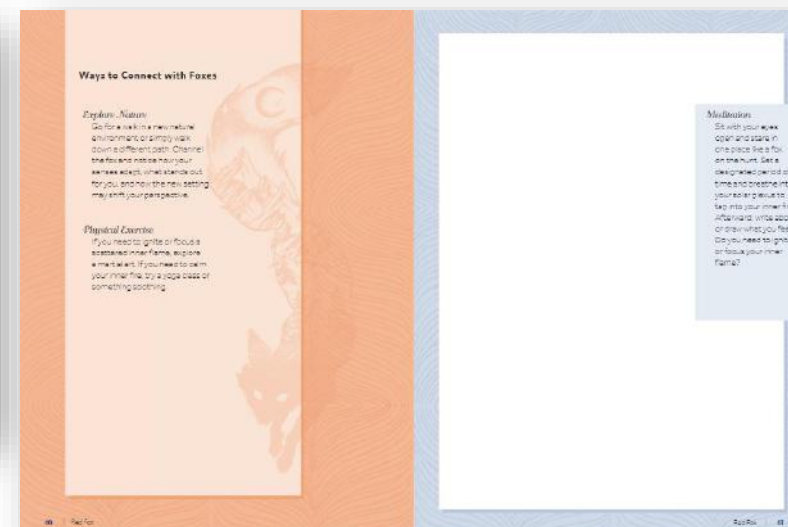 Ways to Connect with Foxes
Explore Nature
Go for a walk in a new natural
environment, or simply walk
down a different path. Channel
the fox and notice how your
senses adapt, what stands out
for you, and how the new setting
may shift your perspective.
Physical Exercise
If you need to ignite or focus a
scattered inner flame, explore
a martial art. If you need to calm
your inner fire, try a yoga class or
something soothing.
Meditation
Sit with your eyes
open and stare in
one place like a fox
on the hunt. Set a
designated period o
time and breathe int
your solar plexus to
tap into your inner fi
Afterward, write abo
or draw what you fee
Do you need to ignit
or focus your inner
flame?
Red Fox
Red Fox